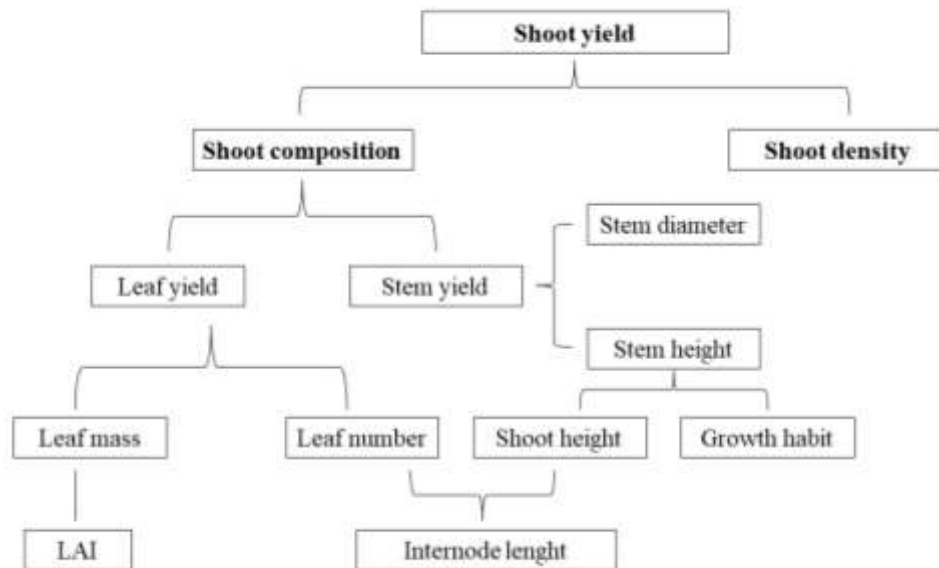 Shoot yield
Shoot composition
Shoot density
Stem diameter
Leaf yield
Stem yield
Stem height
Leaf mass
Leaf number
Shoot height
Growth habit
LAI
Internode lenght